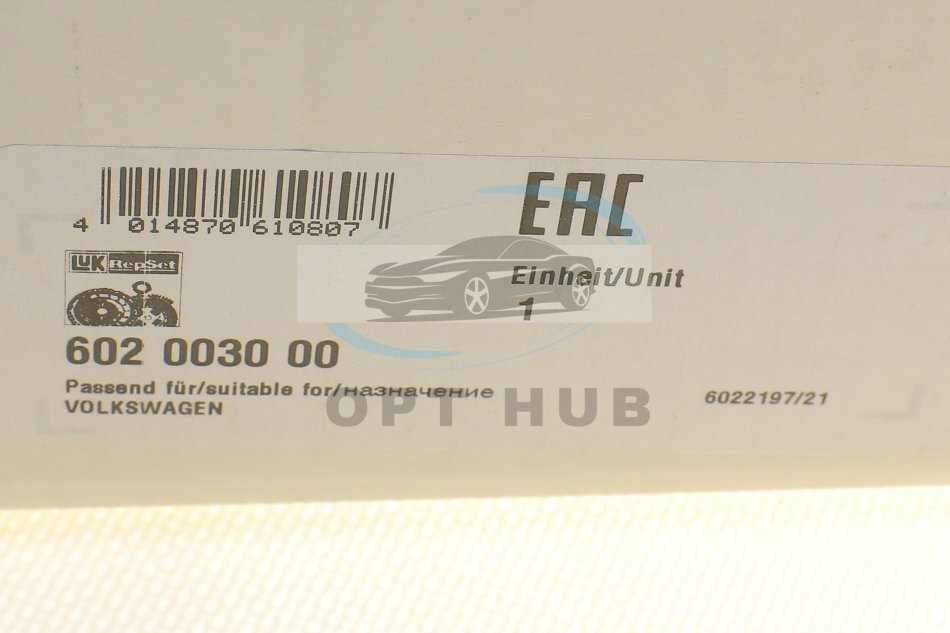 4 014870 610807
EAC
LUK RepSet
Einheit/Unit
1
602 0030 00
Passend für/suitable for/назначение
VOLKSWAGEN
6022197/21
OPT HUB